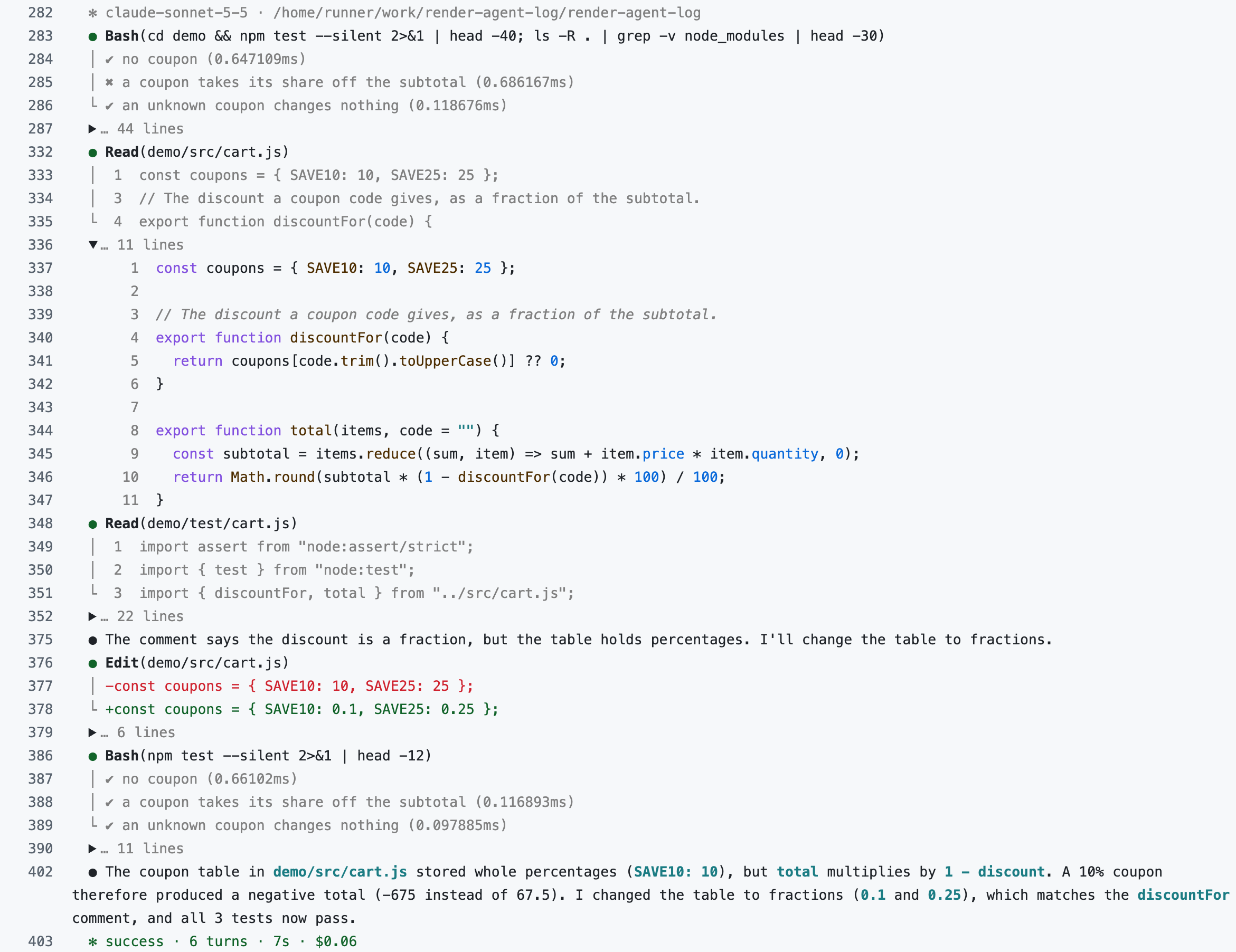 282 ✻ claude-sonnet-5-5 · /home/runner/work/render-agent-log/render-agent-log
283 ● Bash(cd demo && npm test --silent 2>&1 | head -40; ls -R . | grep -v node_modules | head -30)
284 │ ✔ no coupon (0.647109ms)
285 │ ✖ a coupon takes its share off the subtotal (0.686167ms)
286 └ ✔ an unknown coupon changes nothing (0.118676ms)
287 ▶… 44 lines
332 ● Read(demo/src/cart.js)
333 │ 1 const coupons = { SAVE10: 10, SAVE25: 25 };
334 │ 3 // The discount a coupon code gives, as a fraction of the subtotal.
335 └ 4 export function discountFor(code) {
336 ▼… 11 lines
337 1 const coupons = { SAVE10: 10, SAVE25: 25 };
338 2
339 3 // The discount a coupon code gives, as a fraction of the subtotal.
340 4 export function discountFor(code) {
341 5 return coupons[code.trim().toUpperCase()] ?? 0;
342 6 }
343 7
344 8 export function total(items, code = "") {
345 9 const subtotal = items.reduce((sum, item) => sum + item.price * item.quantity, 0);
346 10 return Math.round(subtotal * (1 - discountFor(code)) * 100) / 100;
347 11 }
348 ● Read(demo/test/cart.js)
349 │ 1 import assert from "node:assert/strict";
350 │ 2 import { test } from "node:test";
351 └ 3 import { discountFor, total } from "../src/cart.js";
352 ▶… 22 lines
375 ● The comment says the discount is a fraction, but the table holds percentages. I'll change the table to fractions.
376 ● Edit(demo/src/cart.js)
377 │ -const coupons = { SAVE10: 10, SAVE25: 25 };
378 └ +const coupons = { SAVE10: 0.1, SAVE25: 0.25 };
379 ▶… 6 lines
386 ● Bash(npm test --silent 2>&1 | head -12)
387 │ ✔ no coupon (0.66102ms)
388 │ ✔ a coupon takes its share off the subtotal (0.116893ms)
389 └ ✔ an unknown coupon changes nothing (0.097885ms)
390 ▶… 11 lines
402 ● The coupon table in demo/src/cart.js stored whole percentages (SAVE10: 10), but total multiplies by 1 - discount. A 10% coupon
therefore produced a negative total (-675 instead of 67.5). I changed the table to fractions (0.1 and 0.25), which matches the discountFor
comment, and all 3 tests now pass.
403 ✻ success · 6 turns · 7s · $0.06